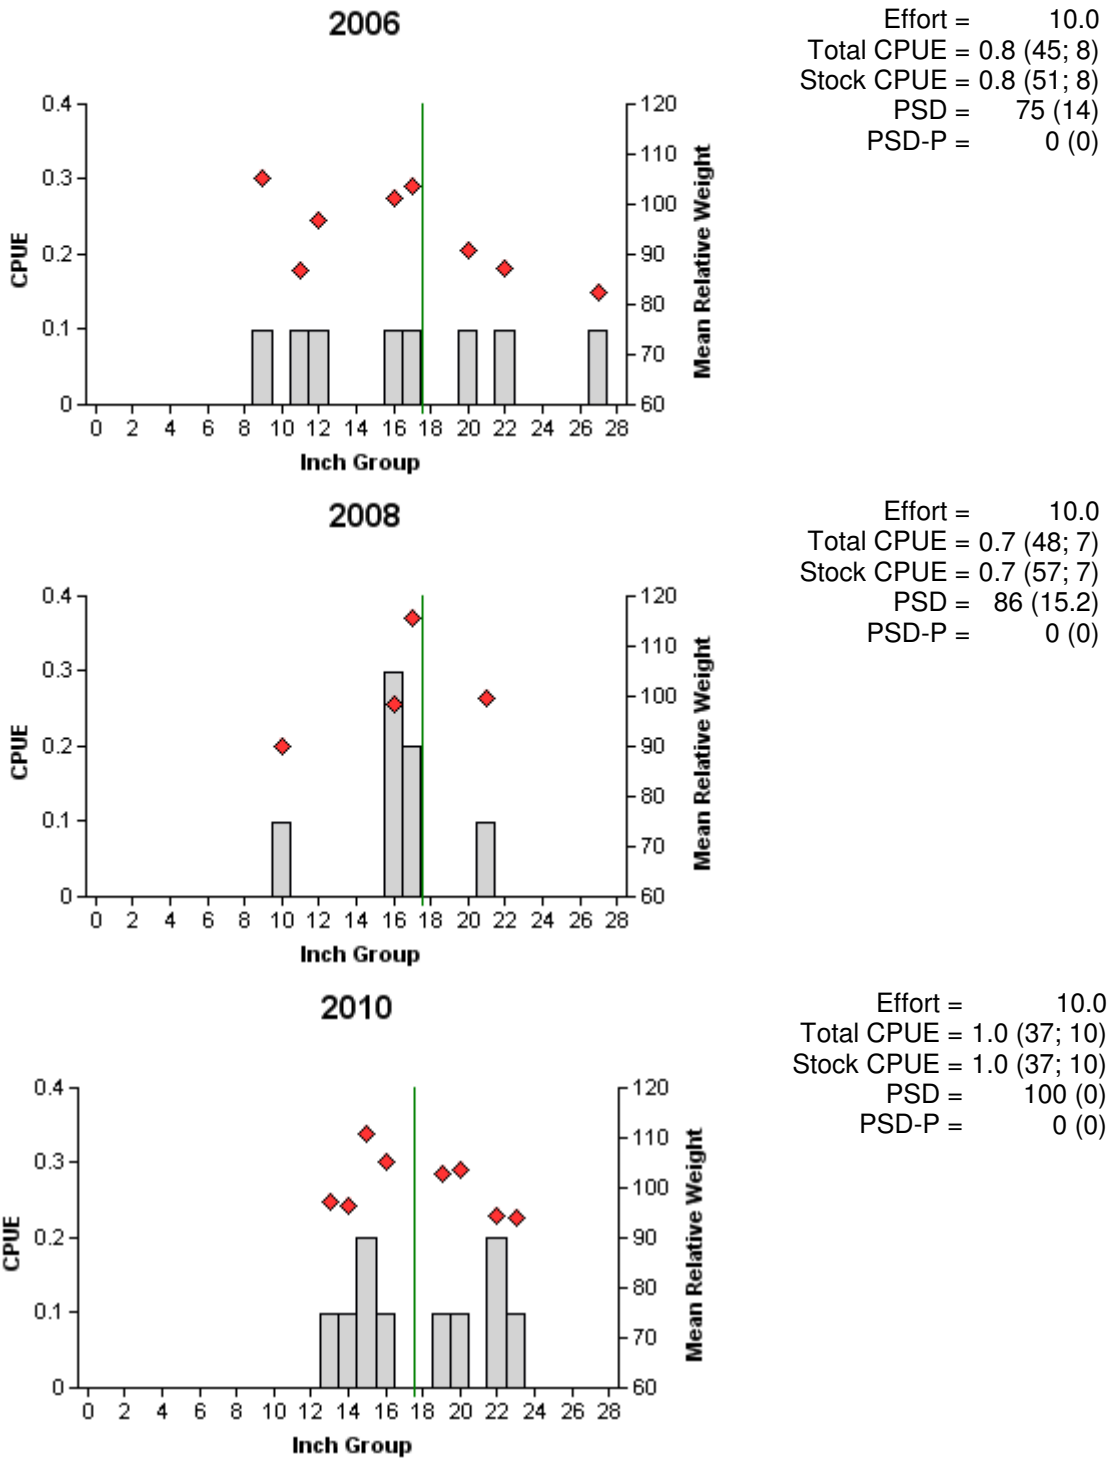 2006
Effort = 10.0
Total CPUE = 0.8 (45; 8)
Stock CPUE = 0.8 (51; 8)
PSD = 75 (14)
PSD-P = 0 (0)
0.4
0.3
0.2
0.1
0
CPUE
120
110
100
90
80
70
60
Mean Relative Weight
0 2 4 6 8 10 12 14 16 18 20 22 24 26 28
Inch Group
2008
Effort = 10.0
Total CPUE = 0.7 (48; 7)
Stock CPUE = 0.7 (57; 7)
PSD = 86 (15.2)
PSD-P = 0 (0)
0.4
0.3
0.2
0.1
0
CPUE
120
110
100
90
80
70
60
Mean Relative Weight
0 2 4 6 8 10 12 14 16 18 20 22 24 26 28
Inch Group
2010
Effort = 10.0
Total CPUE = 1.0 (37; 10)
Stock CPUE = 1.0 (37; 10)
PSD = 100 (0)
PSD-P = 0 (0)
0.4
0.3
0.2
0.1
0
CPUE
120
110
100
90
80
70
60
Mean Relative Weight
0 2 4 6 8 10 12 14 16 18 20 22 24 26 28
Inch Group